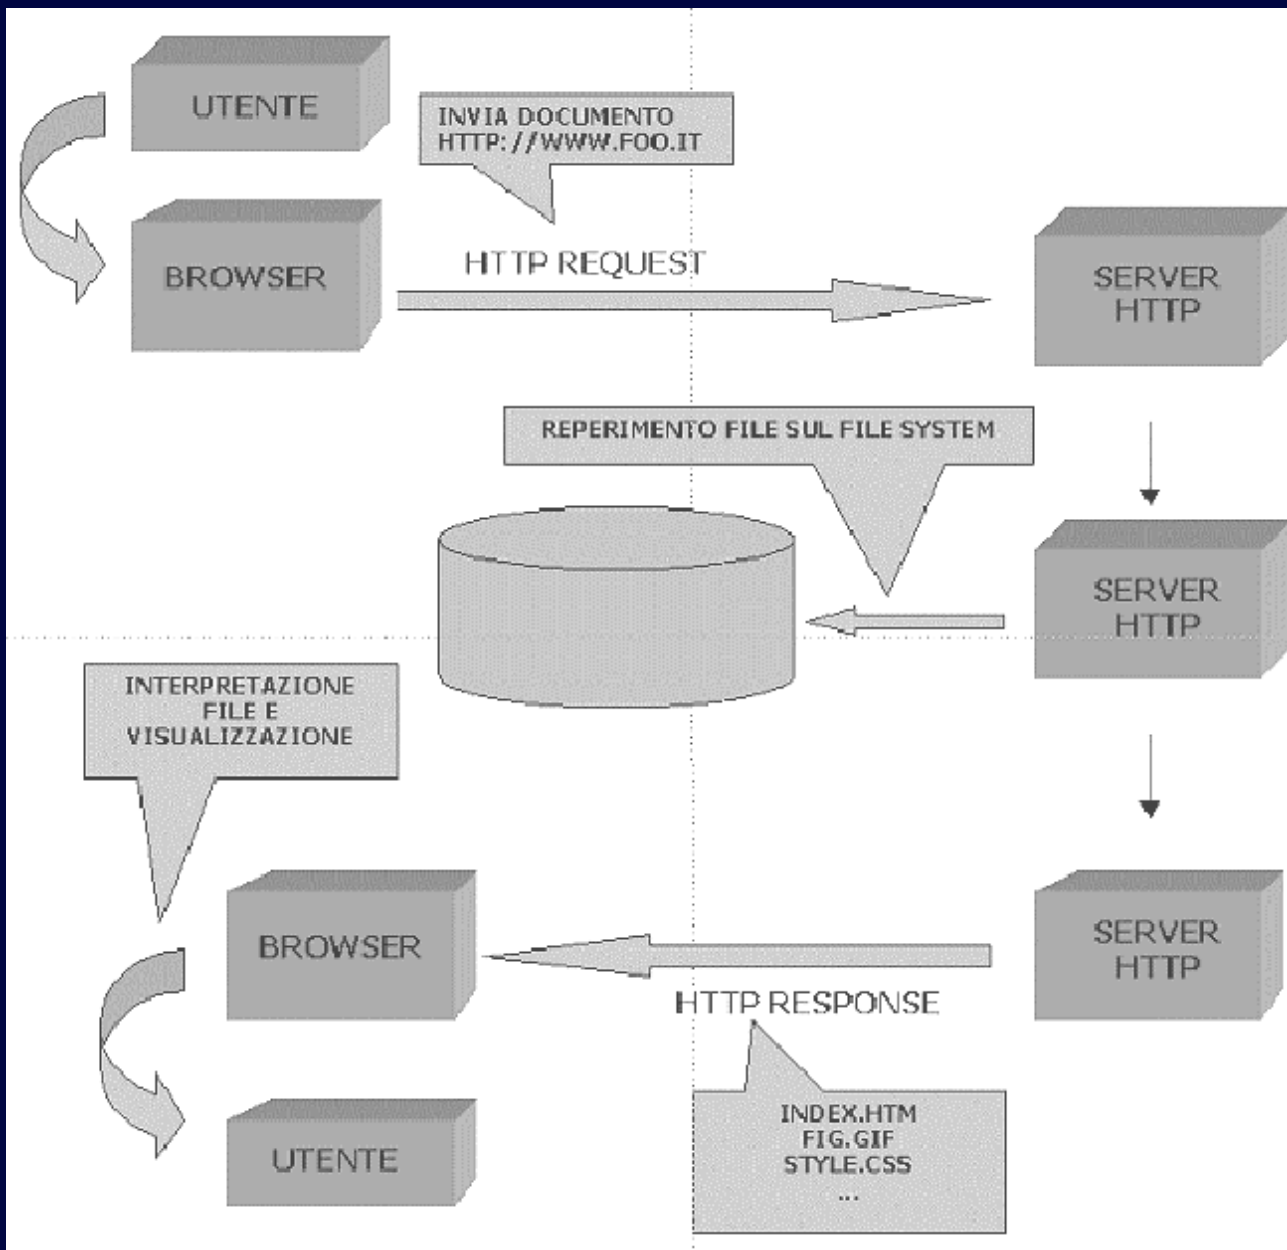 UTENTE
INVIA DOCUMENTO
HTTP://WWW.FOO.IT
BROWSER
HTTP REQUEST
SERVER
HTTP
REPERIMENTO FILE SUL FILE SYSTEM
SERVER
HTTP
INTERPRETAZIONE
FILE E
VISUALIZZAZIONE
BROWSER
SERVER
HTTP
HTTP RESPONSE
INDEX.HTM
FIG.GIF
STYLE.CSS
...
UTENTE